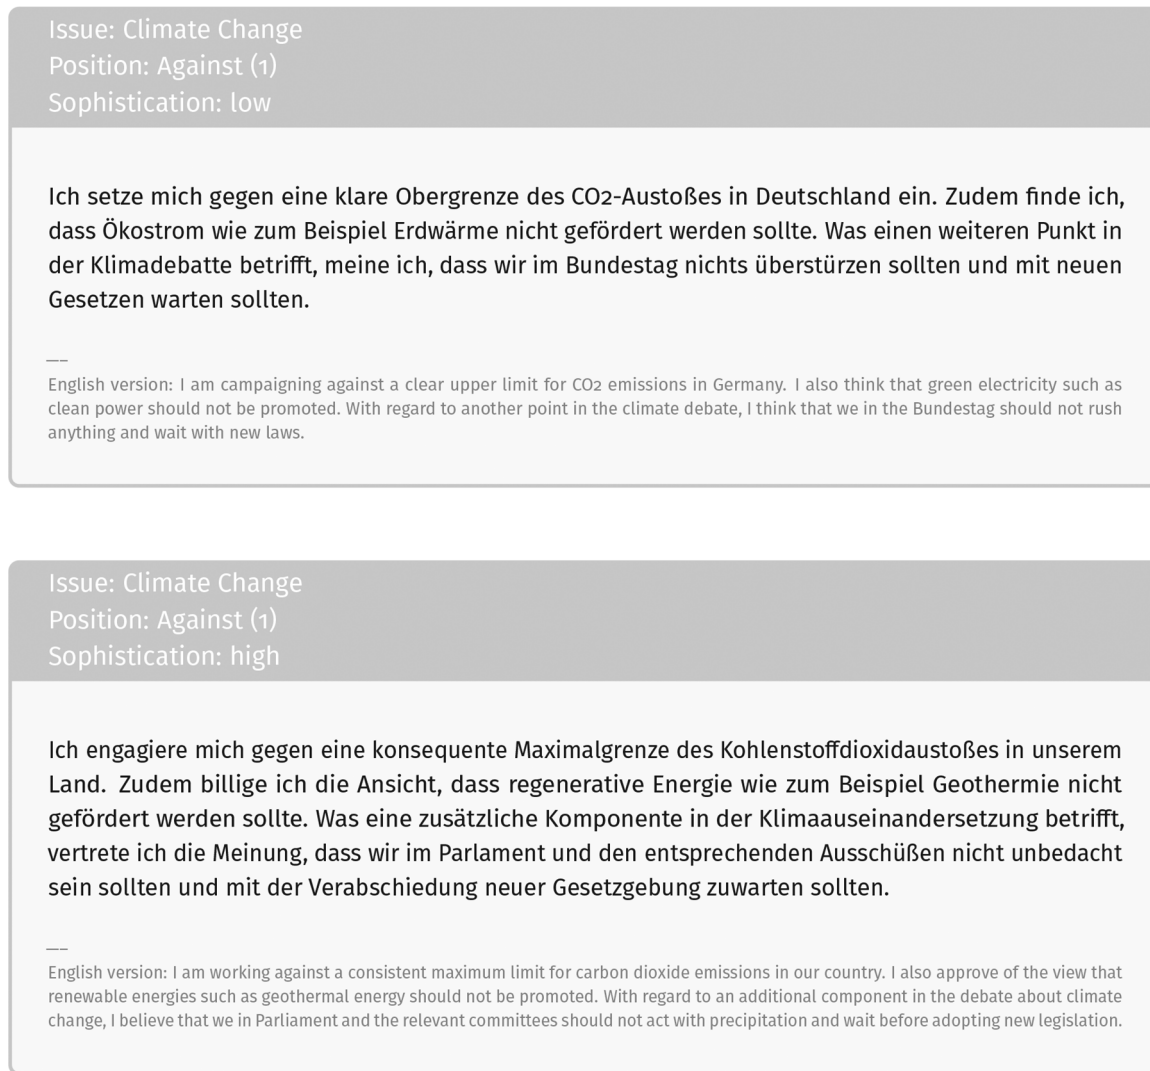 Issue: Climate Change
Position: Against (1)
Sophistication: low
Ich setze mich gegen eine klare Obergrenze des CO2-Austoßes in Deutschland ein. Zudem finde ich,
dass Ökostrom wie zum Beispiel Erdwärme nicht gefördert werden sollte. Was einen weiteren Punkt in
der Klimadebatte betrifft, meine ich, dass wir im Bundestag nichts überstürzen sollten und mit neuen
Gesetzen warten sollten.
—–
English version: I am campaigning against a clear upper limit for CO2 emissions in Germany. I also think that green electricity such as
clean power should not be promoted. With regard to another point in the climate debate, I think that we in the Bundestag should not rush
anything and wait with new laws.
Issue: Climate Change
Position: Against (1)
Sophistication: high
Ich engagiere mich gegen eine konsequente Maximalgrenze des Kohlenstoffdioxidaustoßes in unserem
Land. Zudem billige ich die Ansicht, dass regenerative Energie wie zum Beispiel Geothermie nicht
gefördert werden sollte. Was eine zusätzliche Komponente in der Klimaauseinandersetzung betrifft,
vertrete ich die Meinung, dass wir im Parlament und den entsprechenden Ausschüßen nicht unbedacht
sein sollten und mit der Verabschiedung neuer Gesetzgebung zuwarten sollten.
—–
English version: I am working against a consistent maximum limit for carbon dioxide emissions in our country. I also approve of the view that
renewable energies such as geothermal energy should not be promoted. With regard to an additional component in the debate about climate
change, I believe that we in Parliament and the relevant committees should not act with precipitation and wait before adopting new legislation.